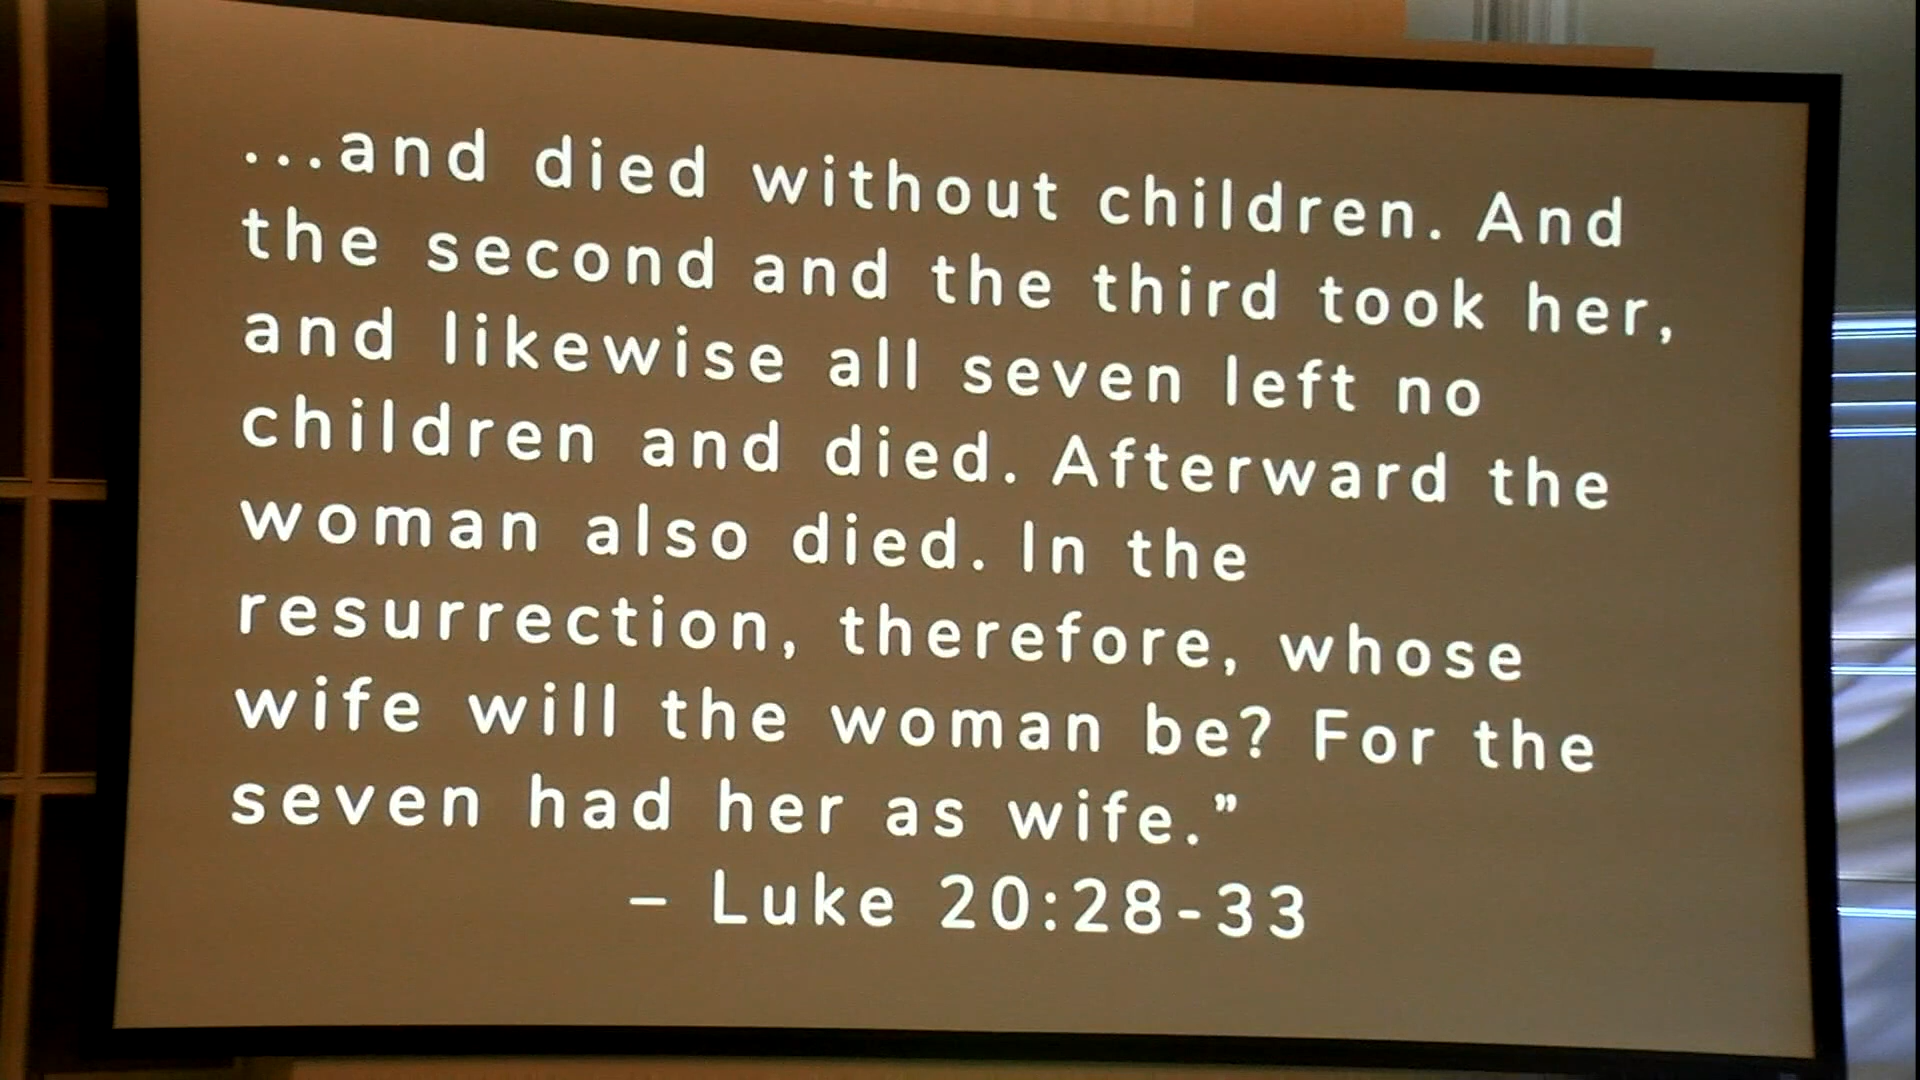 ...and died without children. And
the second and the third took her,
and likewise all seven left no
children and died. Afterward the
woman also died. In the
resurrection, therefore, whose
wife will the woman be? For the
seven had her as wife.”
– Luke 20:28-33